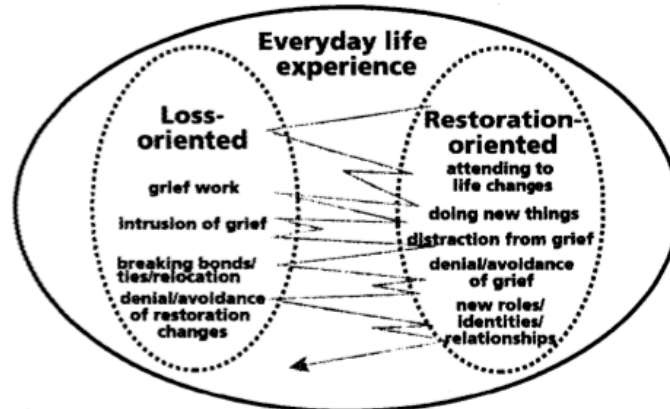 Everyday life
experience
Loss-
oriented
grief work
intrusion of grief
breaking bonds/
ties/relocation
denial/avoidance
of restoration
changes
Restoration-
oriented
attending to
life changes
doing new things
distraction from grief
denial/avoidance
of grief
new roles/
identities/
relationships